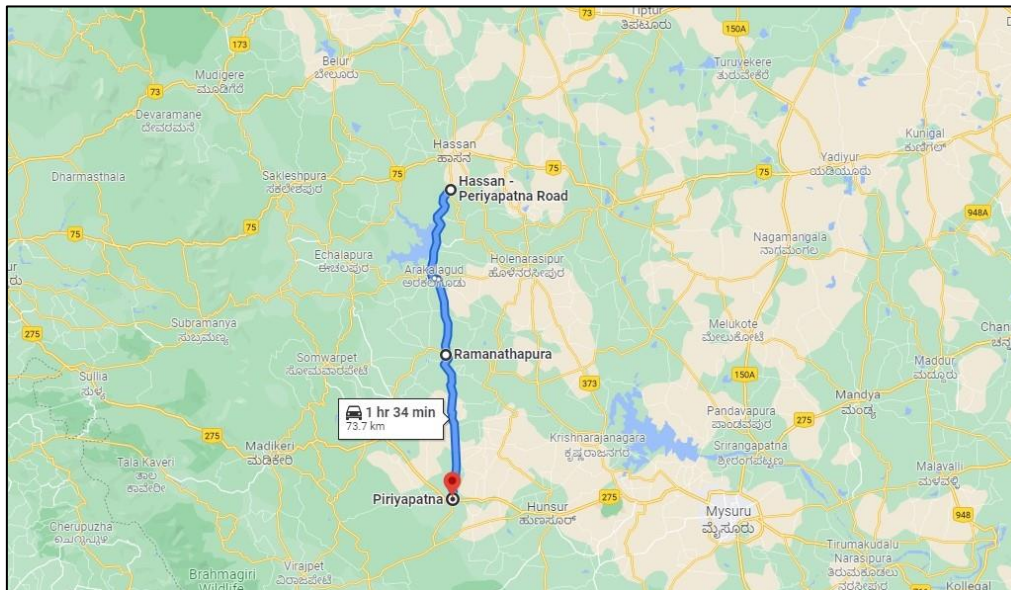 73
Tiptur
ತಿಪಟೂರು
150A
173
Belur
ಬೇಲೂರು
Turuvekere
ತುರುವೇಕೆರೆ
Mudigere
ಮೂಡಿಗೆರೆ
73
Devaramane
ದೇವರಮನೆ
Kunigal
ಕುಣಿಗಲ್
Hassan
ಹಾಸನ
Yadiyur
ಯಡಿಯೂರು
75
75
75
Dharmasthala
Sakleshpura
ಸಕಲೇಶಪುರ
Hassan -
Periyapatna Road
948A
75
75
Nagamangala
ನಾಗಮಂಗಲ
Echalapura
ಈಚಲಪುರ
Arakalagud
ಅರಕಲಗೂಡು
Holenarasipur
ಹೊಳೆನರಸೀಪುರ
Subramanya
ಸುಬ್ರಮಣ್ಯ
275
Melukote
ಮೇಲುಕೋಟೆ
Somwarpet
ಸೋಮವಾರಪೇಟೆ
Ramanathapura
Maddur
ಮದ್ದೂರು
Sullia
ಸುಳ್ಯ
373
150A
Mandya
ಮಂಡ್ಯ
1 hr 34 min
73.7 km
Pandavapura
ಪಾಂಡವಪುರ
275
275
Madikeri
ಮಡಿಕೇರಿ
Krishnarajanagara
ಕೃಷ್ಣರಾಜನಗರ
Srirangapatna
ಶ್ರೀರಂಗಪಟ್ಟಣ
Tala Kaveri
ತಾಲ
ಕಾವೇರೀ
Malavalli
ಮಳವಳ್ಳಿ
Piriyapatna
Hunsur
ಹುಣಸೂರ್
275
Mysuru
ಮೈಸೂರು
948
Cherupuzha
ചെറുപുഴ
Tirumakudalu
Narasipura
ತಿರುಮಕೂಡಲು
ನರಸೀಪುರ
Virajpet
ವಿರಾಜಪೇಟೆ
Brahmagiri
Kollegal